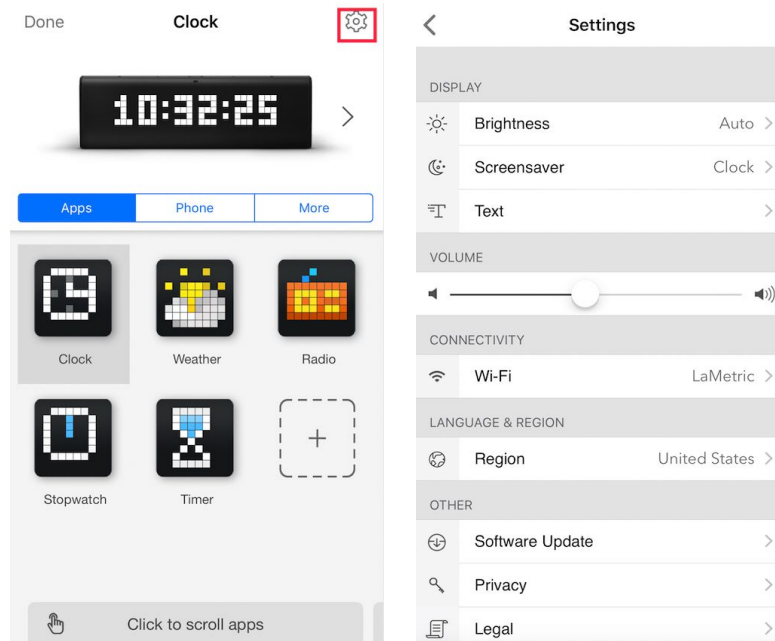 Done
Clock
10:32:25
Apps
Phone
More
Clock
Weather
Radio
Stopwatch
Timer
Click to scroll apps
Settings
DISPLAY
Brightness Auto
Screensaver Clock
Text
VOLUME
CONNECTIVITY
Wi-Fi LaMetric
LANGUAGE & REGION
Region United States
OTHER
Software Update
Privacy
Legal